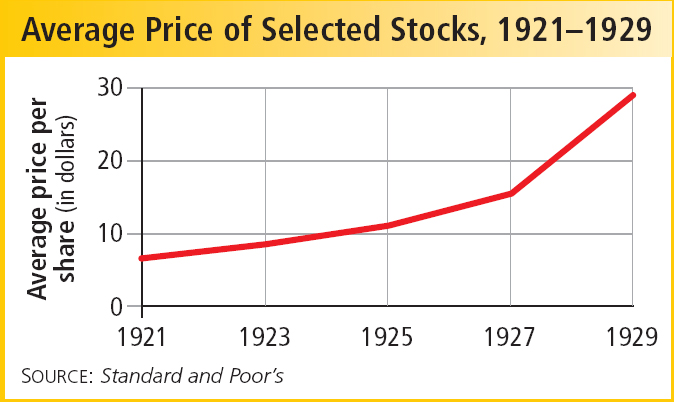 Average Price of Selected Stocks, 1921–1929
Average price per
share (in dollars)
30
20
10
0
1921 1923 1925 1927 1929
SOURCE: Standard and Poor's